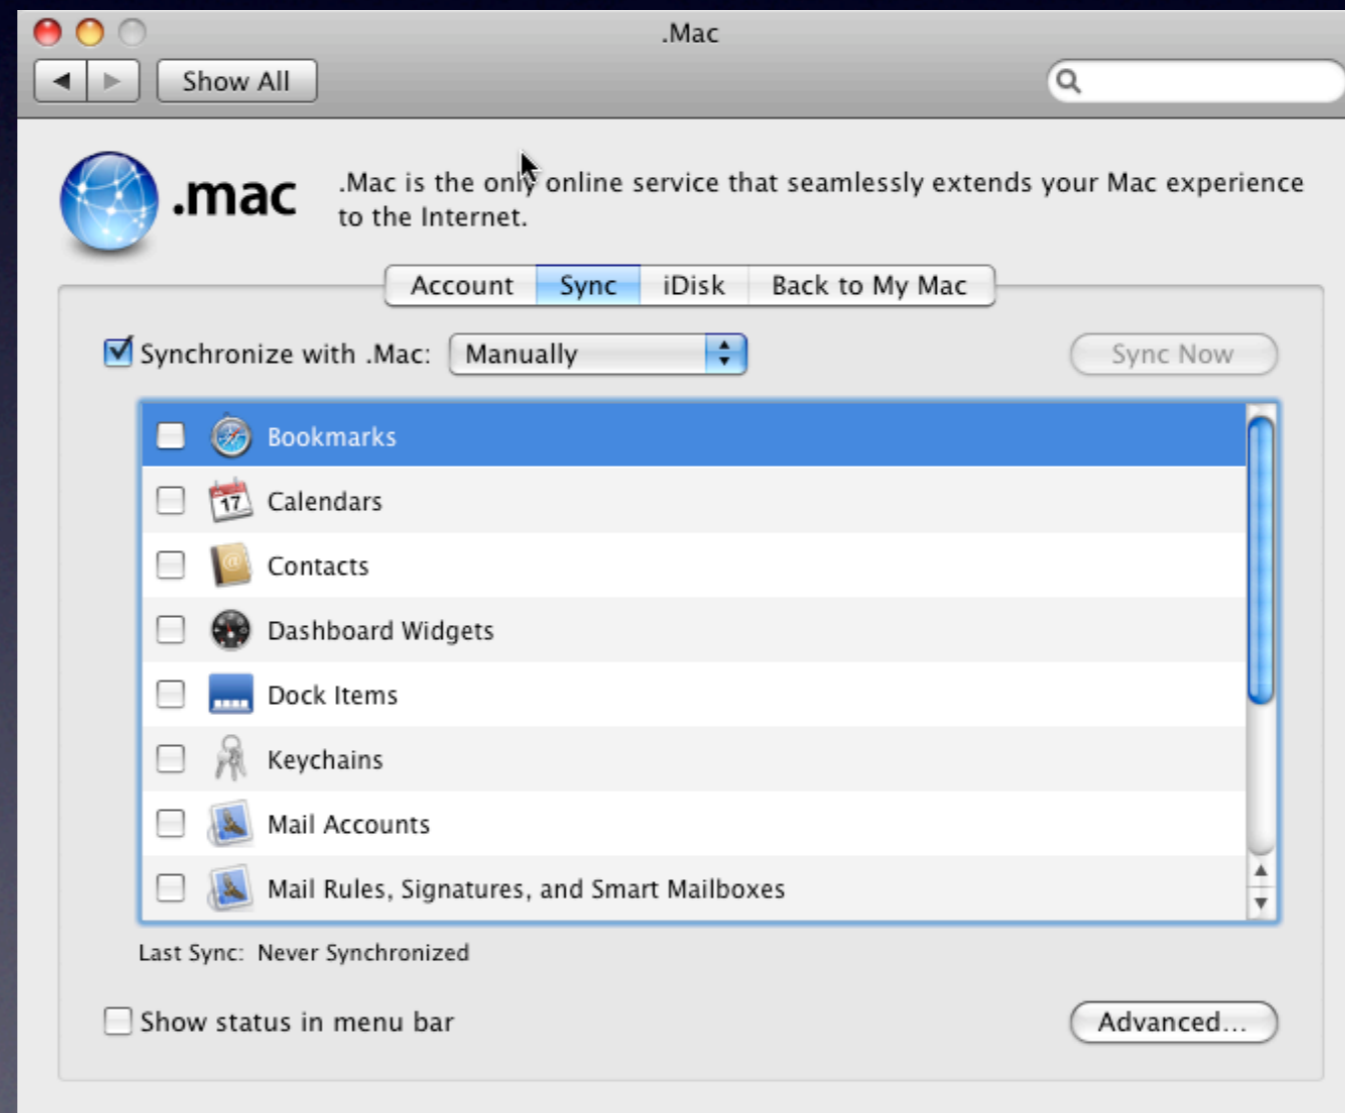 .Mac
Show All
.mac
.Mac is the only online service that seamlessly extends your Mac experience
to the Internet.
Account Sync iDisk Back to My Mac
Synchronize with .Mac: Manually Sync Now
Bookmarks
17 Calendars
@ Contacts
Dashboard Widgets
Dock Items
Keychains
Mail Accounts
Mail Rules, Signatures, and Smart Mailboxes
Last Sync: Never Synchronized
Show status in menu bar Advanced...